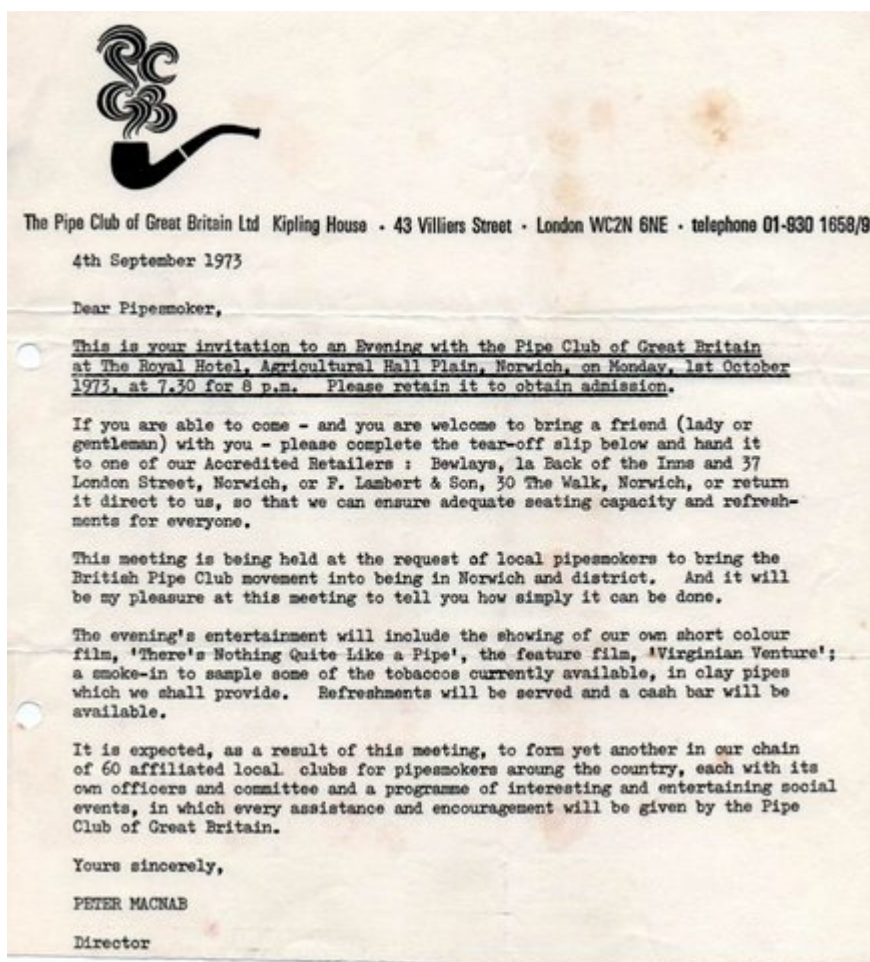 PC
GB
The Pipe Club of Great Britain Ltd Kipling House · 43 Villiers Street · London WC2N 6NE · telephone 01-930 1658/9
4th September 1973
Dear Pipesmoker,
This is your invitation to an Evening with the Pipe Club of Great Britain
at The Royal Hotel, Agricultural Hall Plain, Norwich, on Monday, 1st October
1973, at 7.30 for 8 p.m. Please retain it to obtain admission.
If you are able to come - and you are welcome to bring a friend (lady or
gentleman) with you - please complete the tear-off slip below and hand it
to one of our Accredited Retailers : Bewlays, 1a Back of the Inns and 37
London Street, Norwich, or F. Lambert & Son, 30 The Walk, Norwich, or return
it direct to us, so that we can ensure adequate seating capacity and refresh-
ments for everyone.
This meeting is being held at the request of local pipesmokers to bring the
British Pipe Club movement into being in Norwich and district. And it will
be my pleasure at this meeting to tell you how simply it can be done.
The evening's entertainment will include the showing of our own short colour
film, 'There's Nothing Quite Like a Pipe', the feature film, 'Virginian Venture';
a smoke-in to sample some of the tobaccos currently available, in clay pipes
which we shall provide. Refreshments will be served and a cash bar will be
available.
It is expected, as a result of this meeting, to form yet another in our chain
of 60 affiliated local clubs for pipesmokers aroung the country, each with its
own officers and committee and a programme of interesting and entertaining social
events, in which every assistance and encouragement will be given by the Pipe
Club of Great Britain.
Yours sincerely,
PETER MACNAB
Director